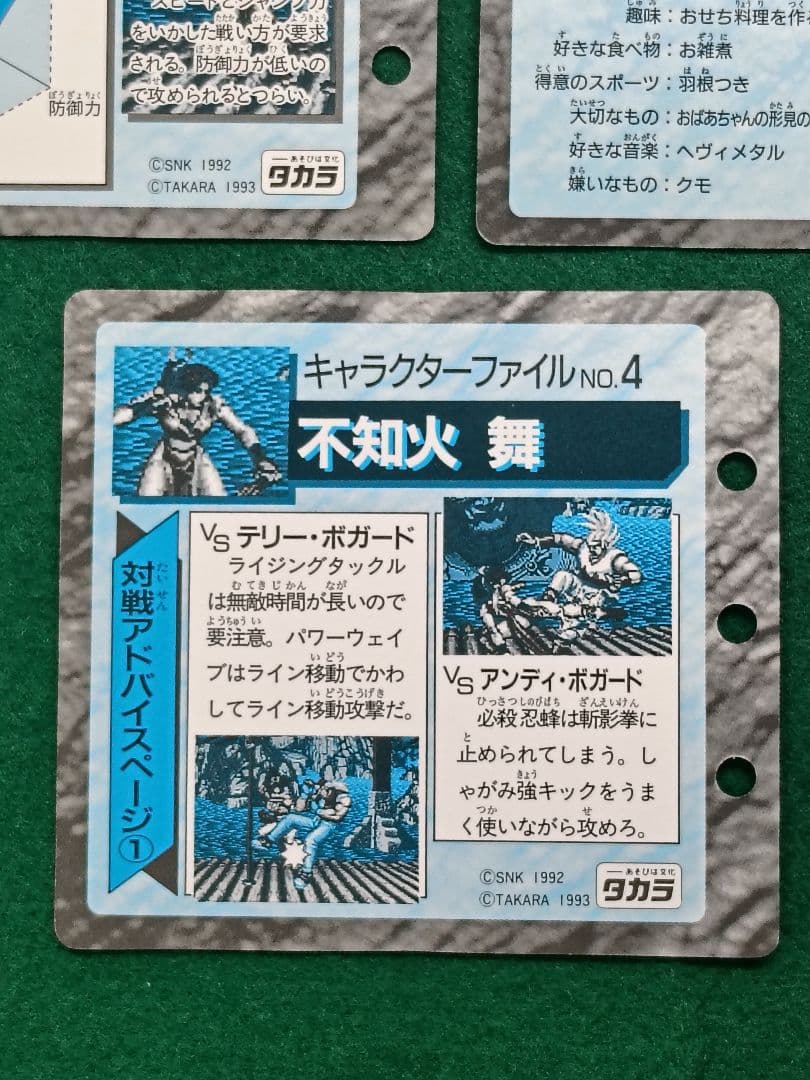 スピードとジャンプ力
をいかした戦い方が要求
される。防御力が低いの
で攻められるとつらい。
防御力
©SNK 1992
©TAKARA 1993
あそびは文化
タカラ
趣味：おせち料理を作る
好きな食べ物：お雑煮
得意のスポーツ：羽根つき
大切なもの：おばあちゃんの形見の
好きな音楽：ヘヴィメタル
嫌いなもの：クモ
キャラクターファイルNO.4
不知火 舞
対戦アドバイスページ①
VSテリー・ボガード
ライジングタックル
は無敵時間が長いので
要注意。パワーウェイ
ブはライン移動でかわ
してライン移動攻撃だ。
VSアンディ・ボガード
必殺忍蜂は斬影拳に
止められてしまう。し
ゃがみ強キックをうま
く使いながら攻めろ。
©SNK 1992
©TAKARA 1993
あそびは文化
タカラ